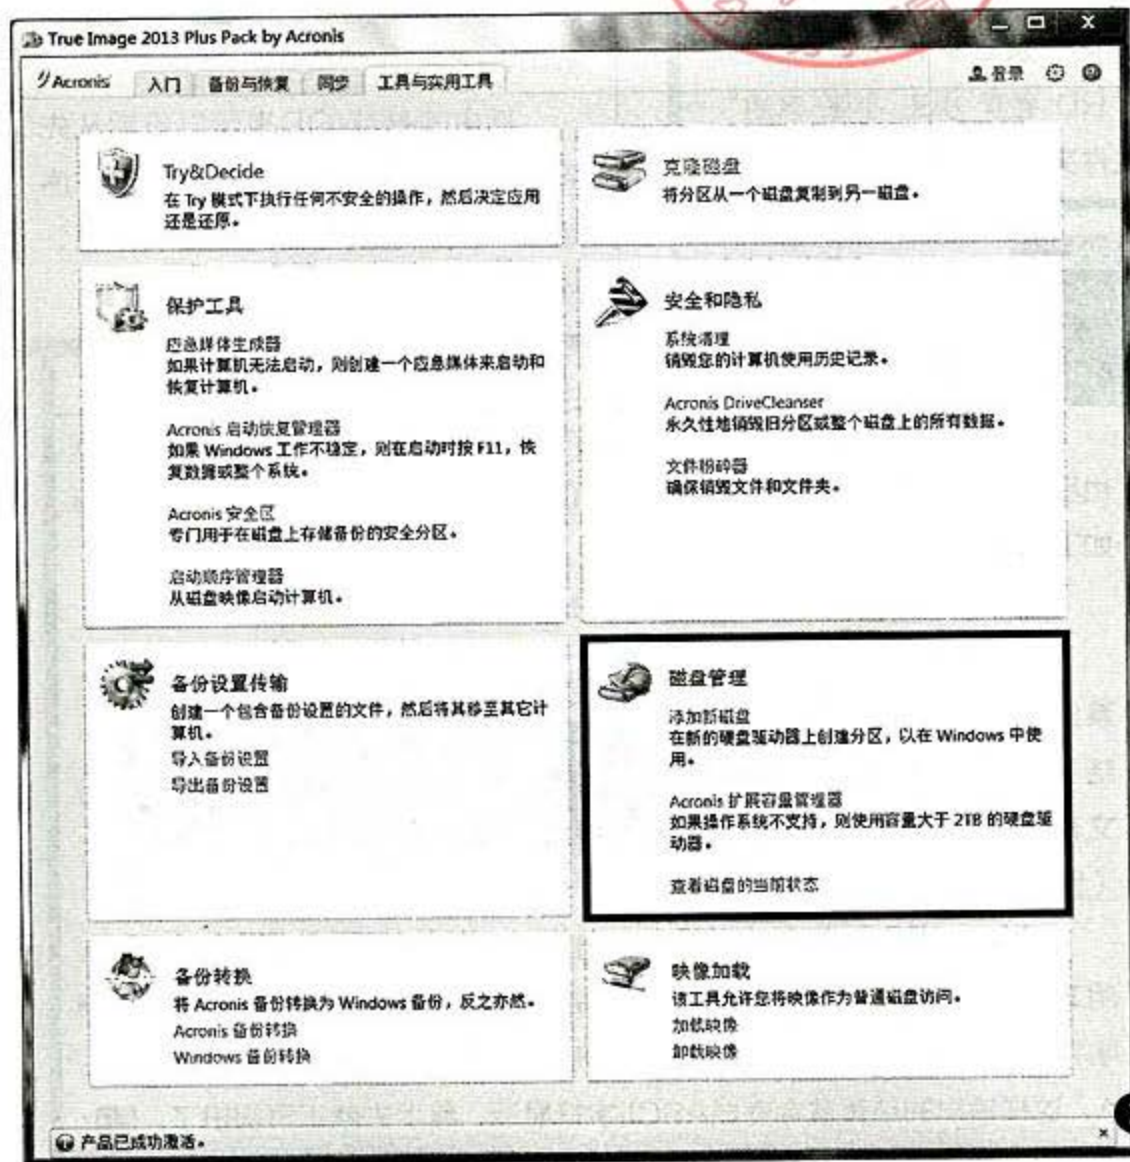 True Image 2013 Plus Pack by Acronis
Acronis 入门 备份与恢复 同步 工具与实用工具 登录
Try&Decide
在 Try 模式下执行任何不安全的操作，然后决定应用
还是还原。
克隆磁盘
将分区从一个磁盘复制到另一磁盘。
保护工具
应急媒体生成器
如果计算机无法启动，则创建一个应急媒体来启动和
恢复计算机。
Acronis 启动恢复管理器
如果 Windows 工作不稳定，则在启动时按 F11，恢
复数据或整个系统。
Acronis 安全区
专门用于在磁盘上存储备份的安全分区。
启动顺序管理器
从磁盘映像启动计算机。
安全和隐私
系统清理
销毁您的计算机使用历史记录。
Acronis DriveCleanser
永久性地销毁旧分区或整个磁盘上的所有数据。
文件粉碎器
确保销毁文件和文件夹。
备份设置传输
创建一个包含备份设置的文件，然后将其移至其它计
算机。
导入备份设置
导出备份设置
磁盘管理
添加新磁盘
在新的硬盘驱动器上创建分区，以在 Windows 中使
用。
Acronis 扩展容量管理器
如果操作系统不支持，则使用容量大于 2TB 的硬盘驱
动器。
查看磁盘的当前状态
备份转换
将 Acronis 备份转换为 Windows 备份，反之亦然。
Acronis 备份转换
Windows 备份转换
映像加载
该工具允许您将映像作为普通磁盘访问。
加载映像
卸载映像
产品已成功激活。